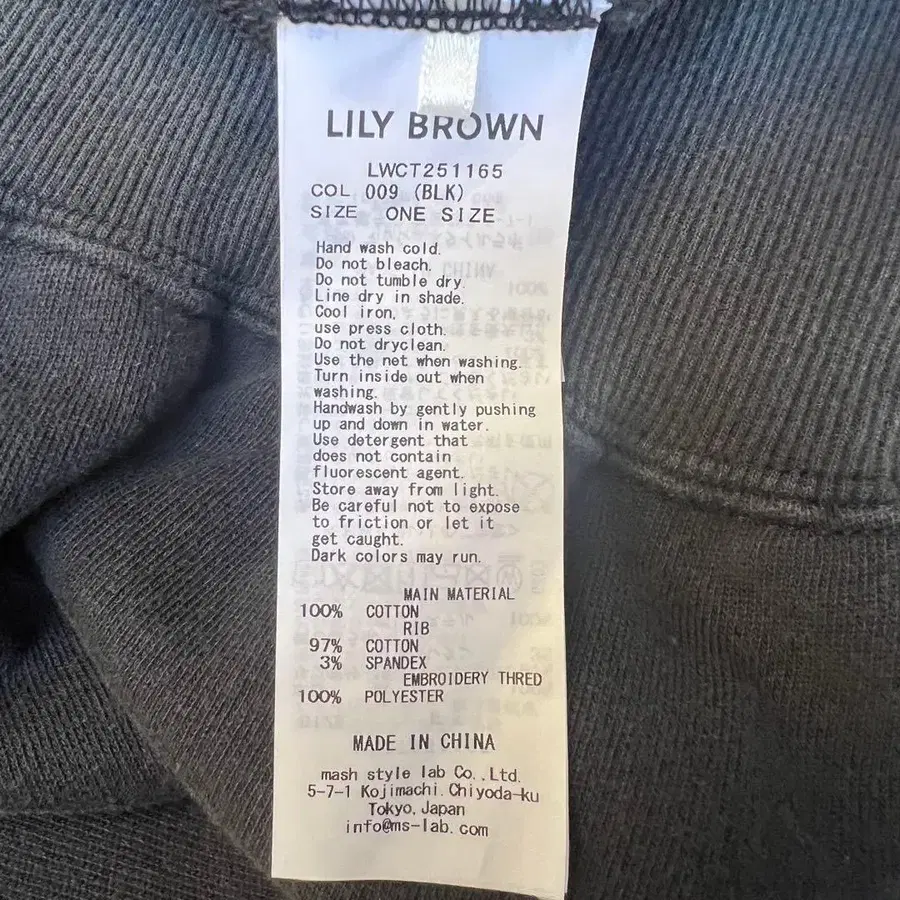 LILY BROWN
LWCT251165
COL 009 (BLK)
SIZE ONE SIZE
Hand wash cold.
Do not bleach.
Do not tumble dry.
Line dry in shade.
Cool iron,
use press cloth.
Do not dryclean.
Use the net when washing.
Turn inside out when
washing.
Handwash by gently pushing
up and down in water.
Use detergent that
does not contain
fluorescent agent.
Store away from light.
Be careful not to expose
to friction or let it
get caught.
Dark colors may run.
MAIN MATERIAL
100% COTTON
RIB
97% COTTON
3% SPANDEX
EMBROIDERY THRED
100% POLYESTER
MADE IN CHINA
mash style lab Co.,Ltd.
5-7-1 Kojimachi, Chiyoda-ku
Tokyo, Japan
info@ms-lab.com